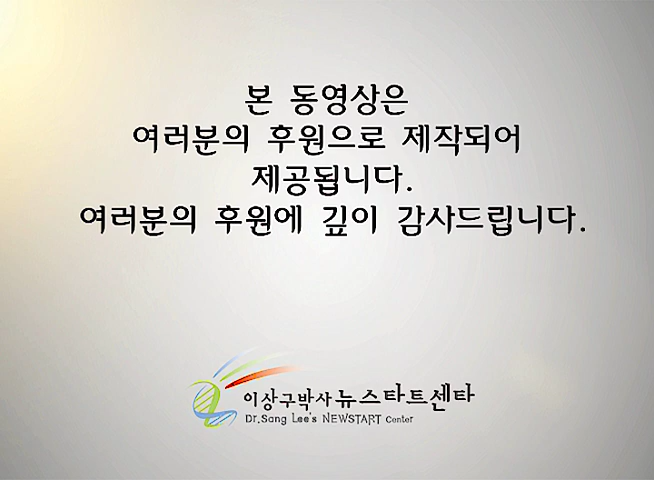 본 동영상은
여러분의 후원으로 제작되어
제공됩니다.
여러분의 후원에 깊이 감사드립니다.
이상구박사 뉴스타트센타
Dr.Sang Lee's NEWSTART Center